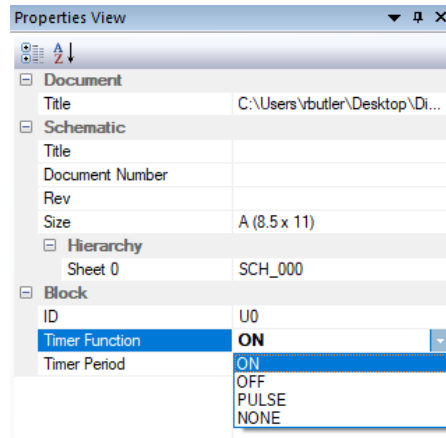 Properties View
Document
Title C:\Users\rbutler\Desktop\Di...
Schematic
Title
Document Number
Rev
Size A (8.5 x 11)
Hierarchy
Sheet 0 SCH_000
Block
ID U0
Timer Function ON
Timer Period ON
OFF
PULSE
NONE